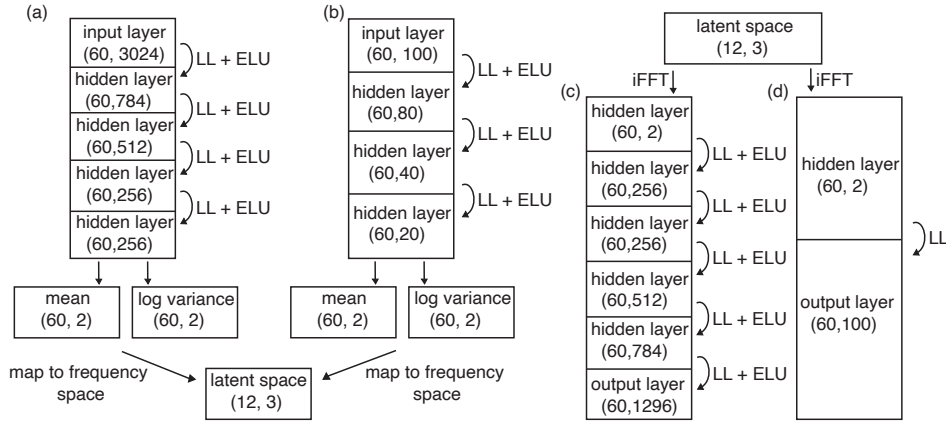 (a)
input layer
(60, 3024)
LL + ELU
hidden layer
(60,784)
LL + ELU
hidden layer
(60,512)
LL + ELU
hidden layer
(60,256)
LL + ELU
hidden layer
(60,256)
mean
(60, 2)
log variance
(60, 2)
(b)
input layer
(60, 100)
LL + ELU
hidden layer
(60,80)
LL + ELU
hidden layer
(60,40)
LL + ELU
hidden layer
(60,20)
mean
(60, 2)
log variance
(60, 2)
map to frequency
space
latent space
(12, 3)
map to frequency
space
latent space
(12, 3)
iFFT
iFFT
(c)
hidden layer
(60, 2)
LL + ELU
hidden layer
(60,256)
LL + ELU
hidden layer
(60,256)
LL + ELU
hidden layer
(60,512)
LL + ELU
hidden layer
(60,784)
LL + ELU
output layer
(60,1296)
(d)
hidden layer
(60, 2)
LL
output layer
(60,100)